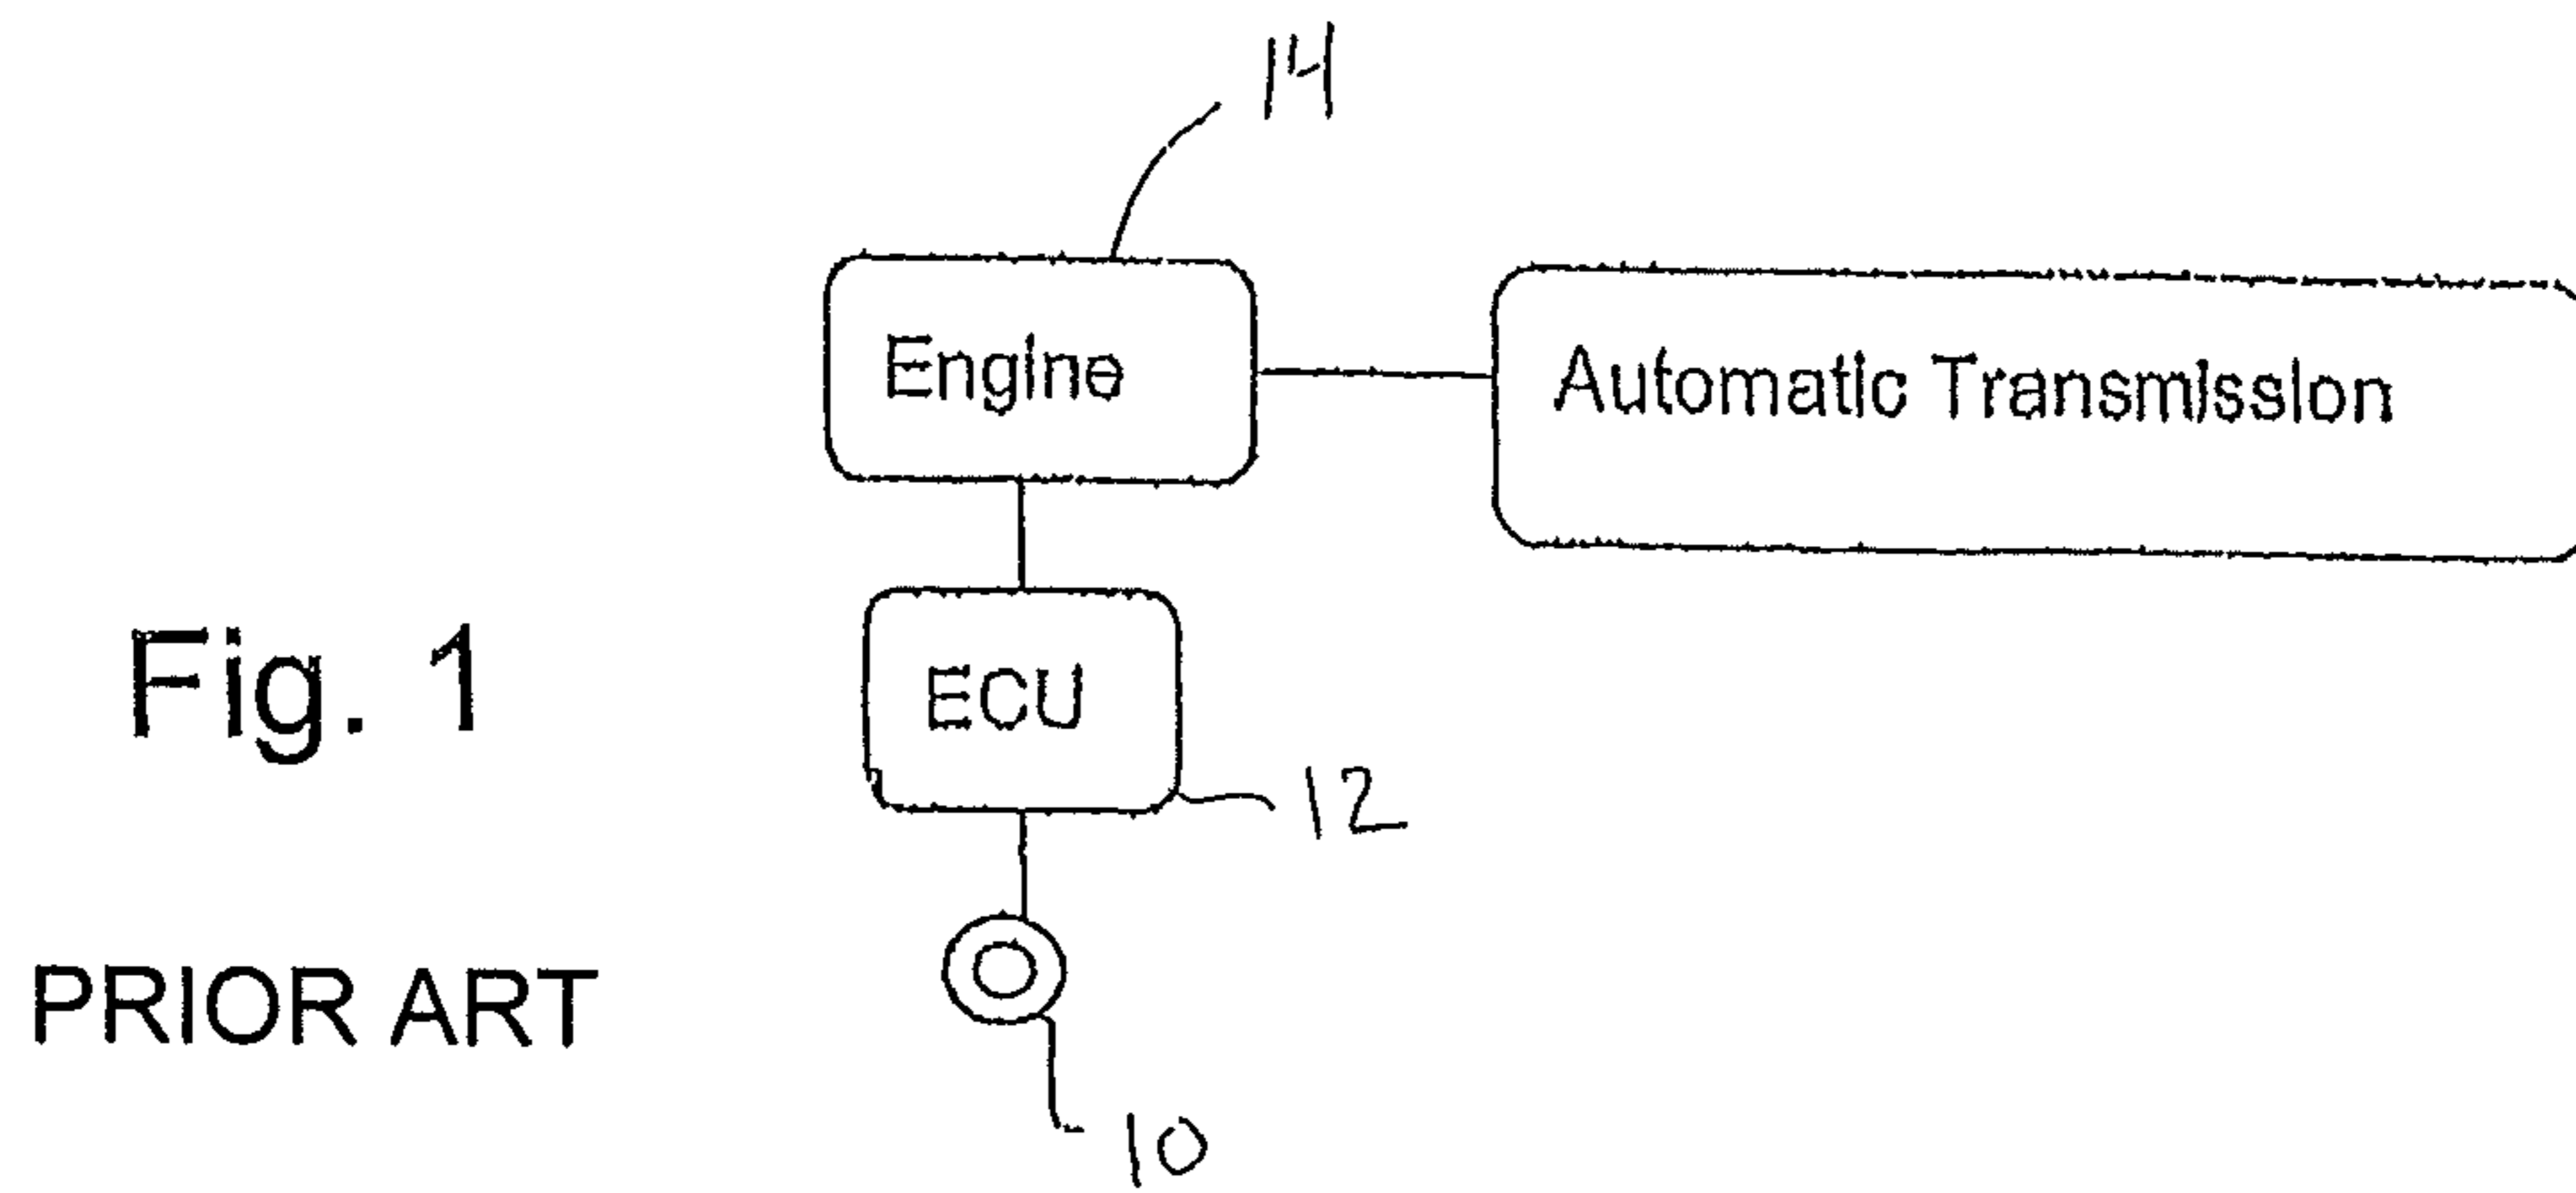 14
Engine
Automatic Transmission
Fig. 1
ECU
12
PRIOR ART
10